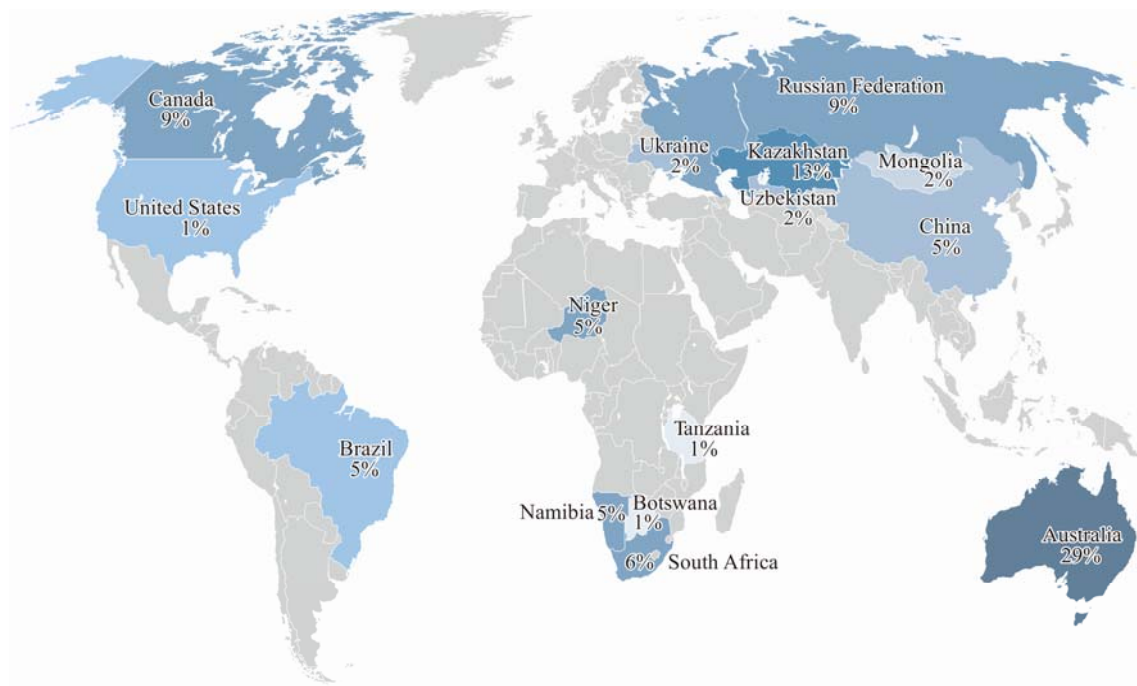 Canada
9%
Russian Federation
9%
Ukraine
2%
Kazakhstan
13%
Mongolia
2%
United States
1%
Uzbekistan
2%
China
5%
Niger
5%
Tanzania
1%
Brazil
5%
Namibia 5%
Botswana
1%
6% South Africa
Australia
29%